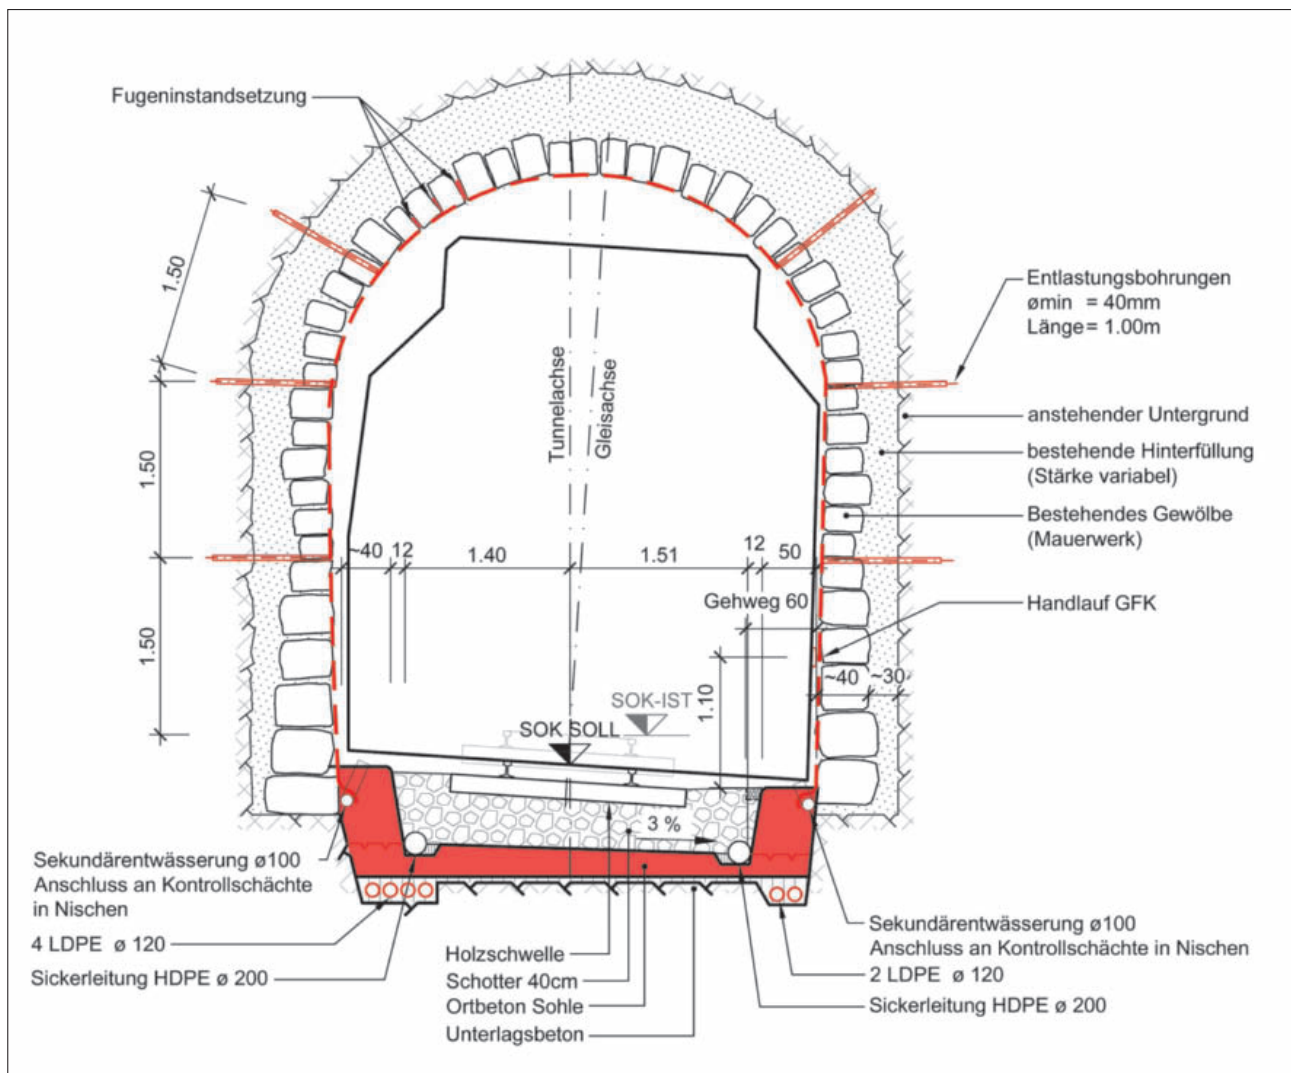 Fugeninstandsetzung
1.50
Entlastungsbohrungen
ømin = 40mm
Länge = 1.00m
Tunnelachse
Gleisachse
anstehender Untergrund
bestehende Hinterfüllung
(Stärke variabel)
1.50
Bestehendes Gewölbe
(Mauerwerk)
~40 12 1.40 1.51 12 50
Gehweg 60
Handlauf GFK
1.50
1.10
~40 ~30
SOK-IST
SOK SOLL
3 %
Sekundärentwässerung ø100
Anschluss an Kontrollschächte
in Nischen
4 LDPE ø 120
Sickerleitung HDPE ø 200
Holzschwelle
Schotter 40cm
Ortbeton Sohle
Unterlagsbeton
Sekundärentwässerung ø100
Anschluss an Kontrollschächte in Nischen
2 LDPE ø 120
Sickerleitung HDPE ø 200